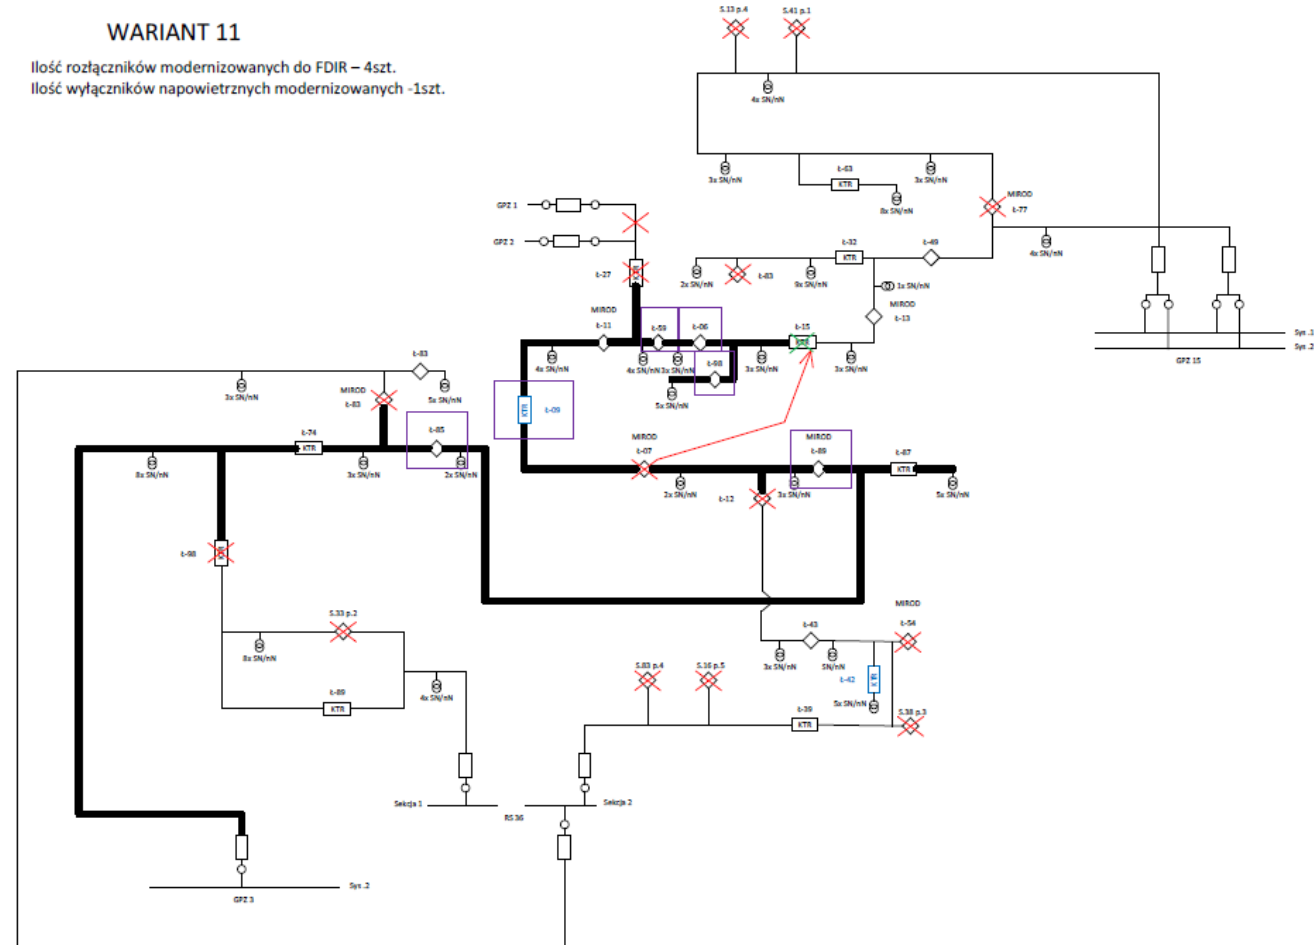 WARIANT 11
Ilość rozłączników modernizowanych do FDIR – 4szt.
Ilość wyłączników napowietrznych modernizowanych -1szt.
S.13 p.4
S.41 p.1
4x SN/nN
3x SN/nN
Ł-63
KTR
8x SN/nN
3x SN/nN
MIROD
Ł-77
4x SN/nN
GPZ 1
GPZ 2
Ł-27
KTR
2x SN/nN
Ł-83
9x SN/nN
Ł-32
KTR
Ł-49
1x SN/nN
MIROD
Ł-13
Sys .1
Sys .2
GPZ 15
MIROD
Ł-11
Ł-59
Ł-06
Ł-15
KTR
4x SN/nN
4x SN/nN
3x SN/nN
Ł-98
3x SN/nN
3x SN/nN
5x SN/nN
Ł-83
3x SN/nN
MIROD
Ł-83
5x SN/nN
KTR
Ł-09
Ł-74
KTR
Ł-85
8x SN/nN
3x SN/nN
2x SN/nN
MIROD
Ł-07
MIROD
Ł-89
Ł-87
KTR
2x SN/nN
Ł-12
3x SN/nN
5x SN/nN
Ł-98
KTR
S.33 p.2
8x SN/nN
4x SN/nN
Ł-89
KTR
MIROD
Ł-54
Ł-43
3x SN/nN
SN/nN
Ł-42
KTR
5x SN/nN
S.83 p.4
S.16 p.5
Ł-39
KTR
S.38 p.3
Sekcja 1
RS 36
Sekcja 2
Sys .2
GPZ 3